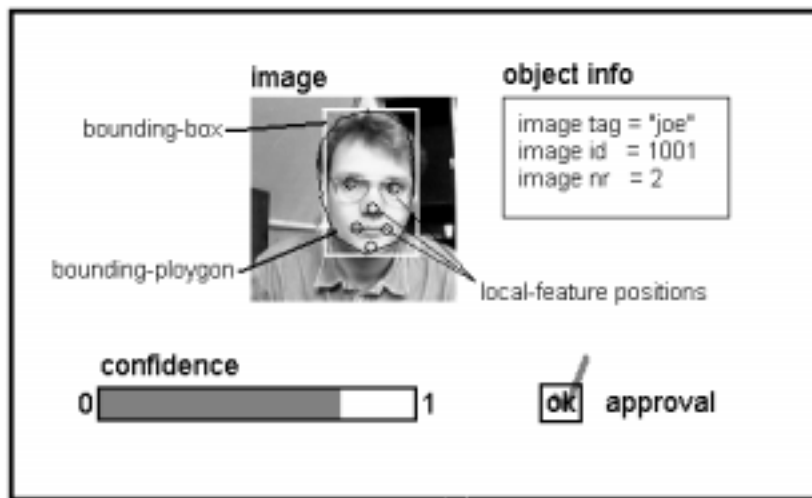 image
object info
bounding-box
image tag = "joe"
image id = 1001
image nr = 2
bounding-ploygon
local-feature positions
confidence
0
1
ok
approval